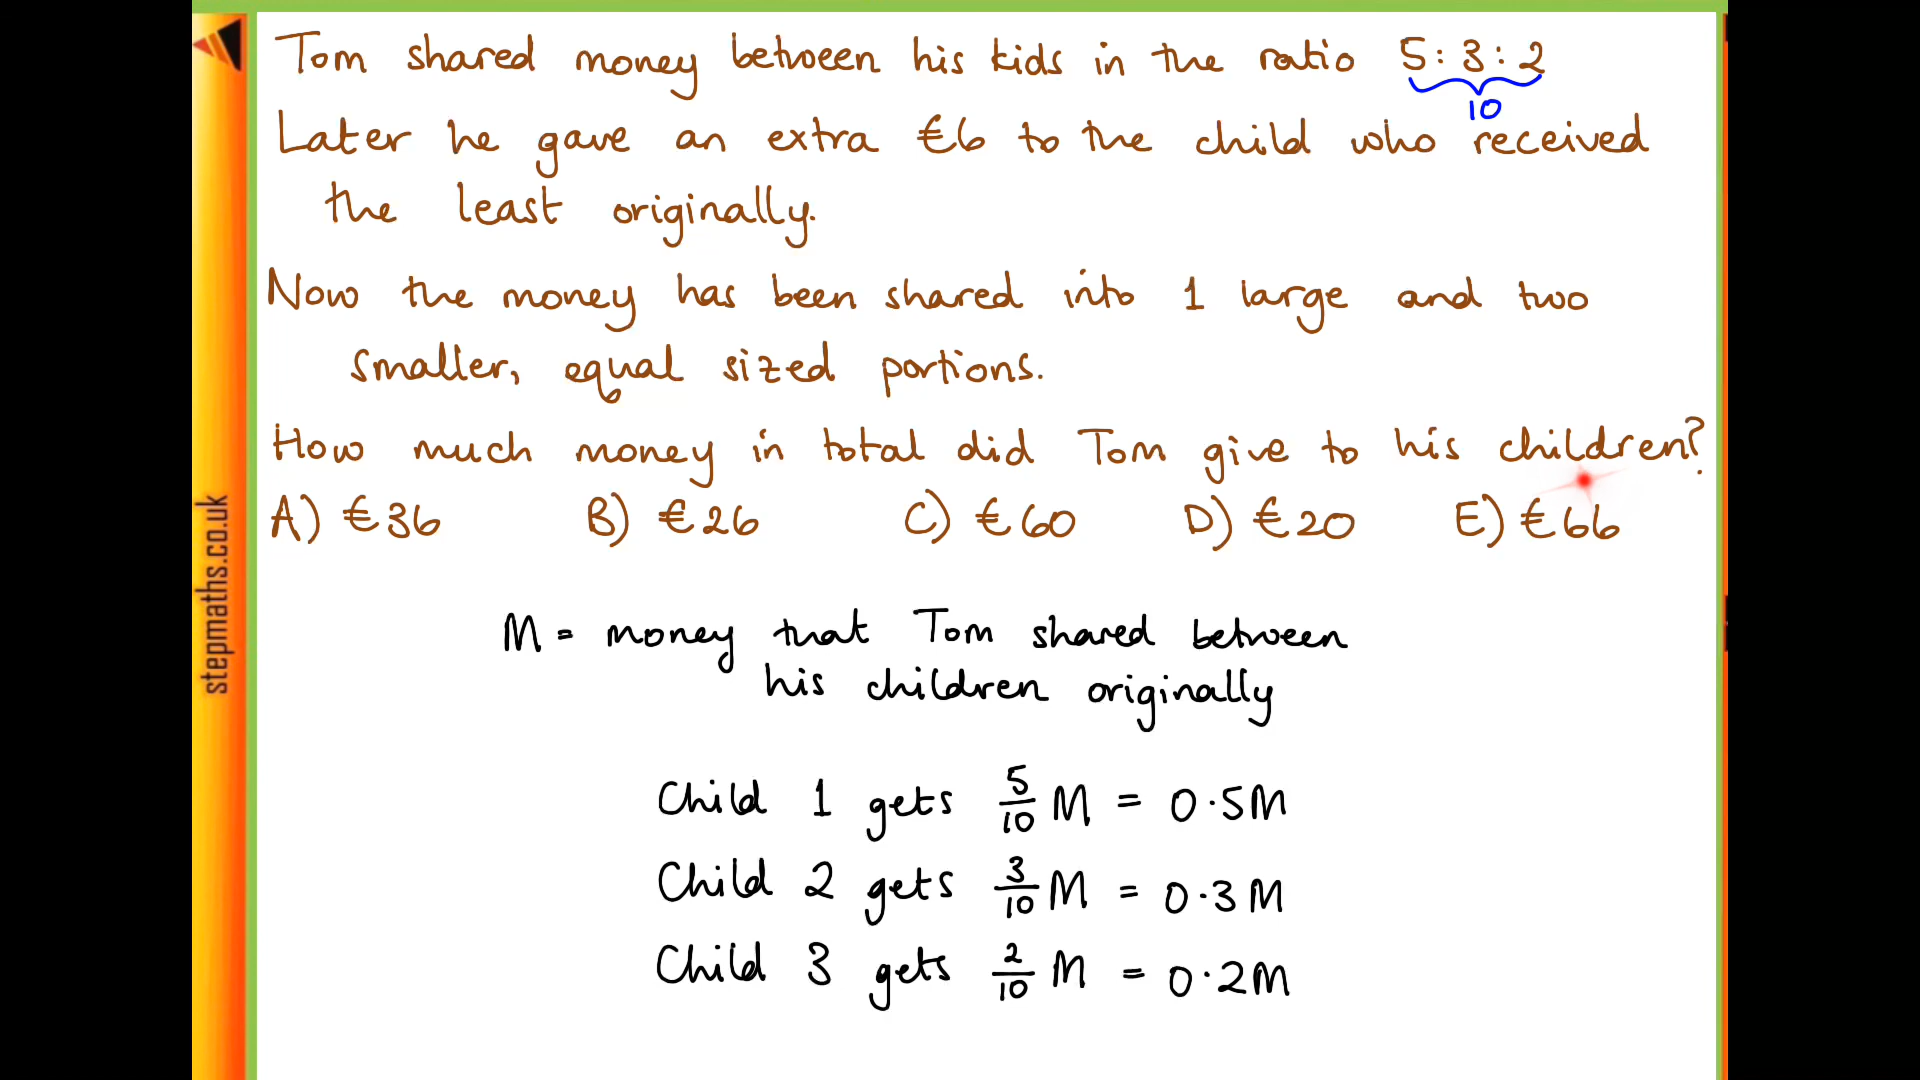 Tom shared money between his kids in the ratio 5:3:2
10
Later he gave an extra €6 to the child who received
the least originally.
Now the money has been shared into 1 large and two
smaller, equal sized portions.
How much money in total did Tom give to his children?
A) €36 B) €26 C) €60 D) €20 E) €66
M = money that Tom shared between
his children originally
Child 1 gets 5/10 M = 0.5M
Child 2 gets 3/10 M = 0.3M
Child 3 gets 2/10 M = 0.2M
stepmaths.co.uk